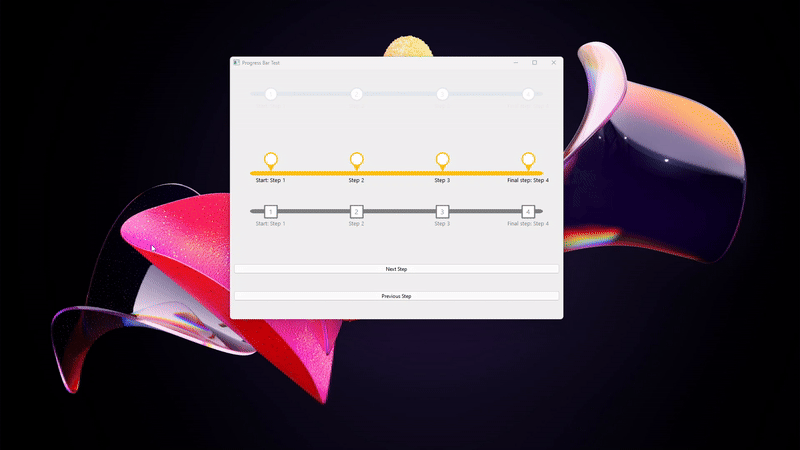 Progress Bar Test
1 2 3 4
Start: Step 1 Step 2 Step 3 Final step: Step 4
1 2 3 4
Start: Step 1 Step 2 Step 3 Final step: Step 4
Next Step
Previous Step